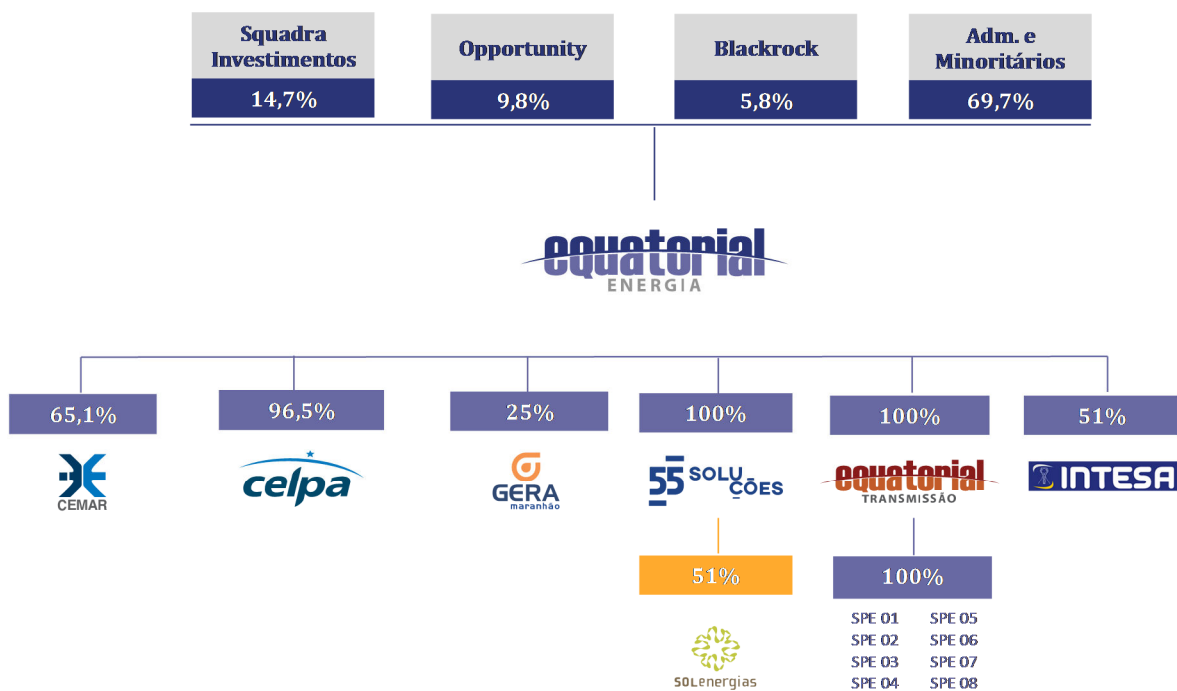 Squadra
Investimentos
14,7%
Opportunity
9,8%
Blackrock
5,8%
Adm. e
Minoritários
69,7%
equatorial
ENERGIA
65,1%
CEMAR
96,5%
celpa
25%
GERA
maranhão
100%
55 SOLU
ÇÕES
100%
equatorial
TRANSMISSÃO
51%
INTESA
51%
SOLenergias
100%
SPE 01
SPE 02
SPE 03
SPE 04
SPE 05
SPE 06
SPE 07
SPE 08